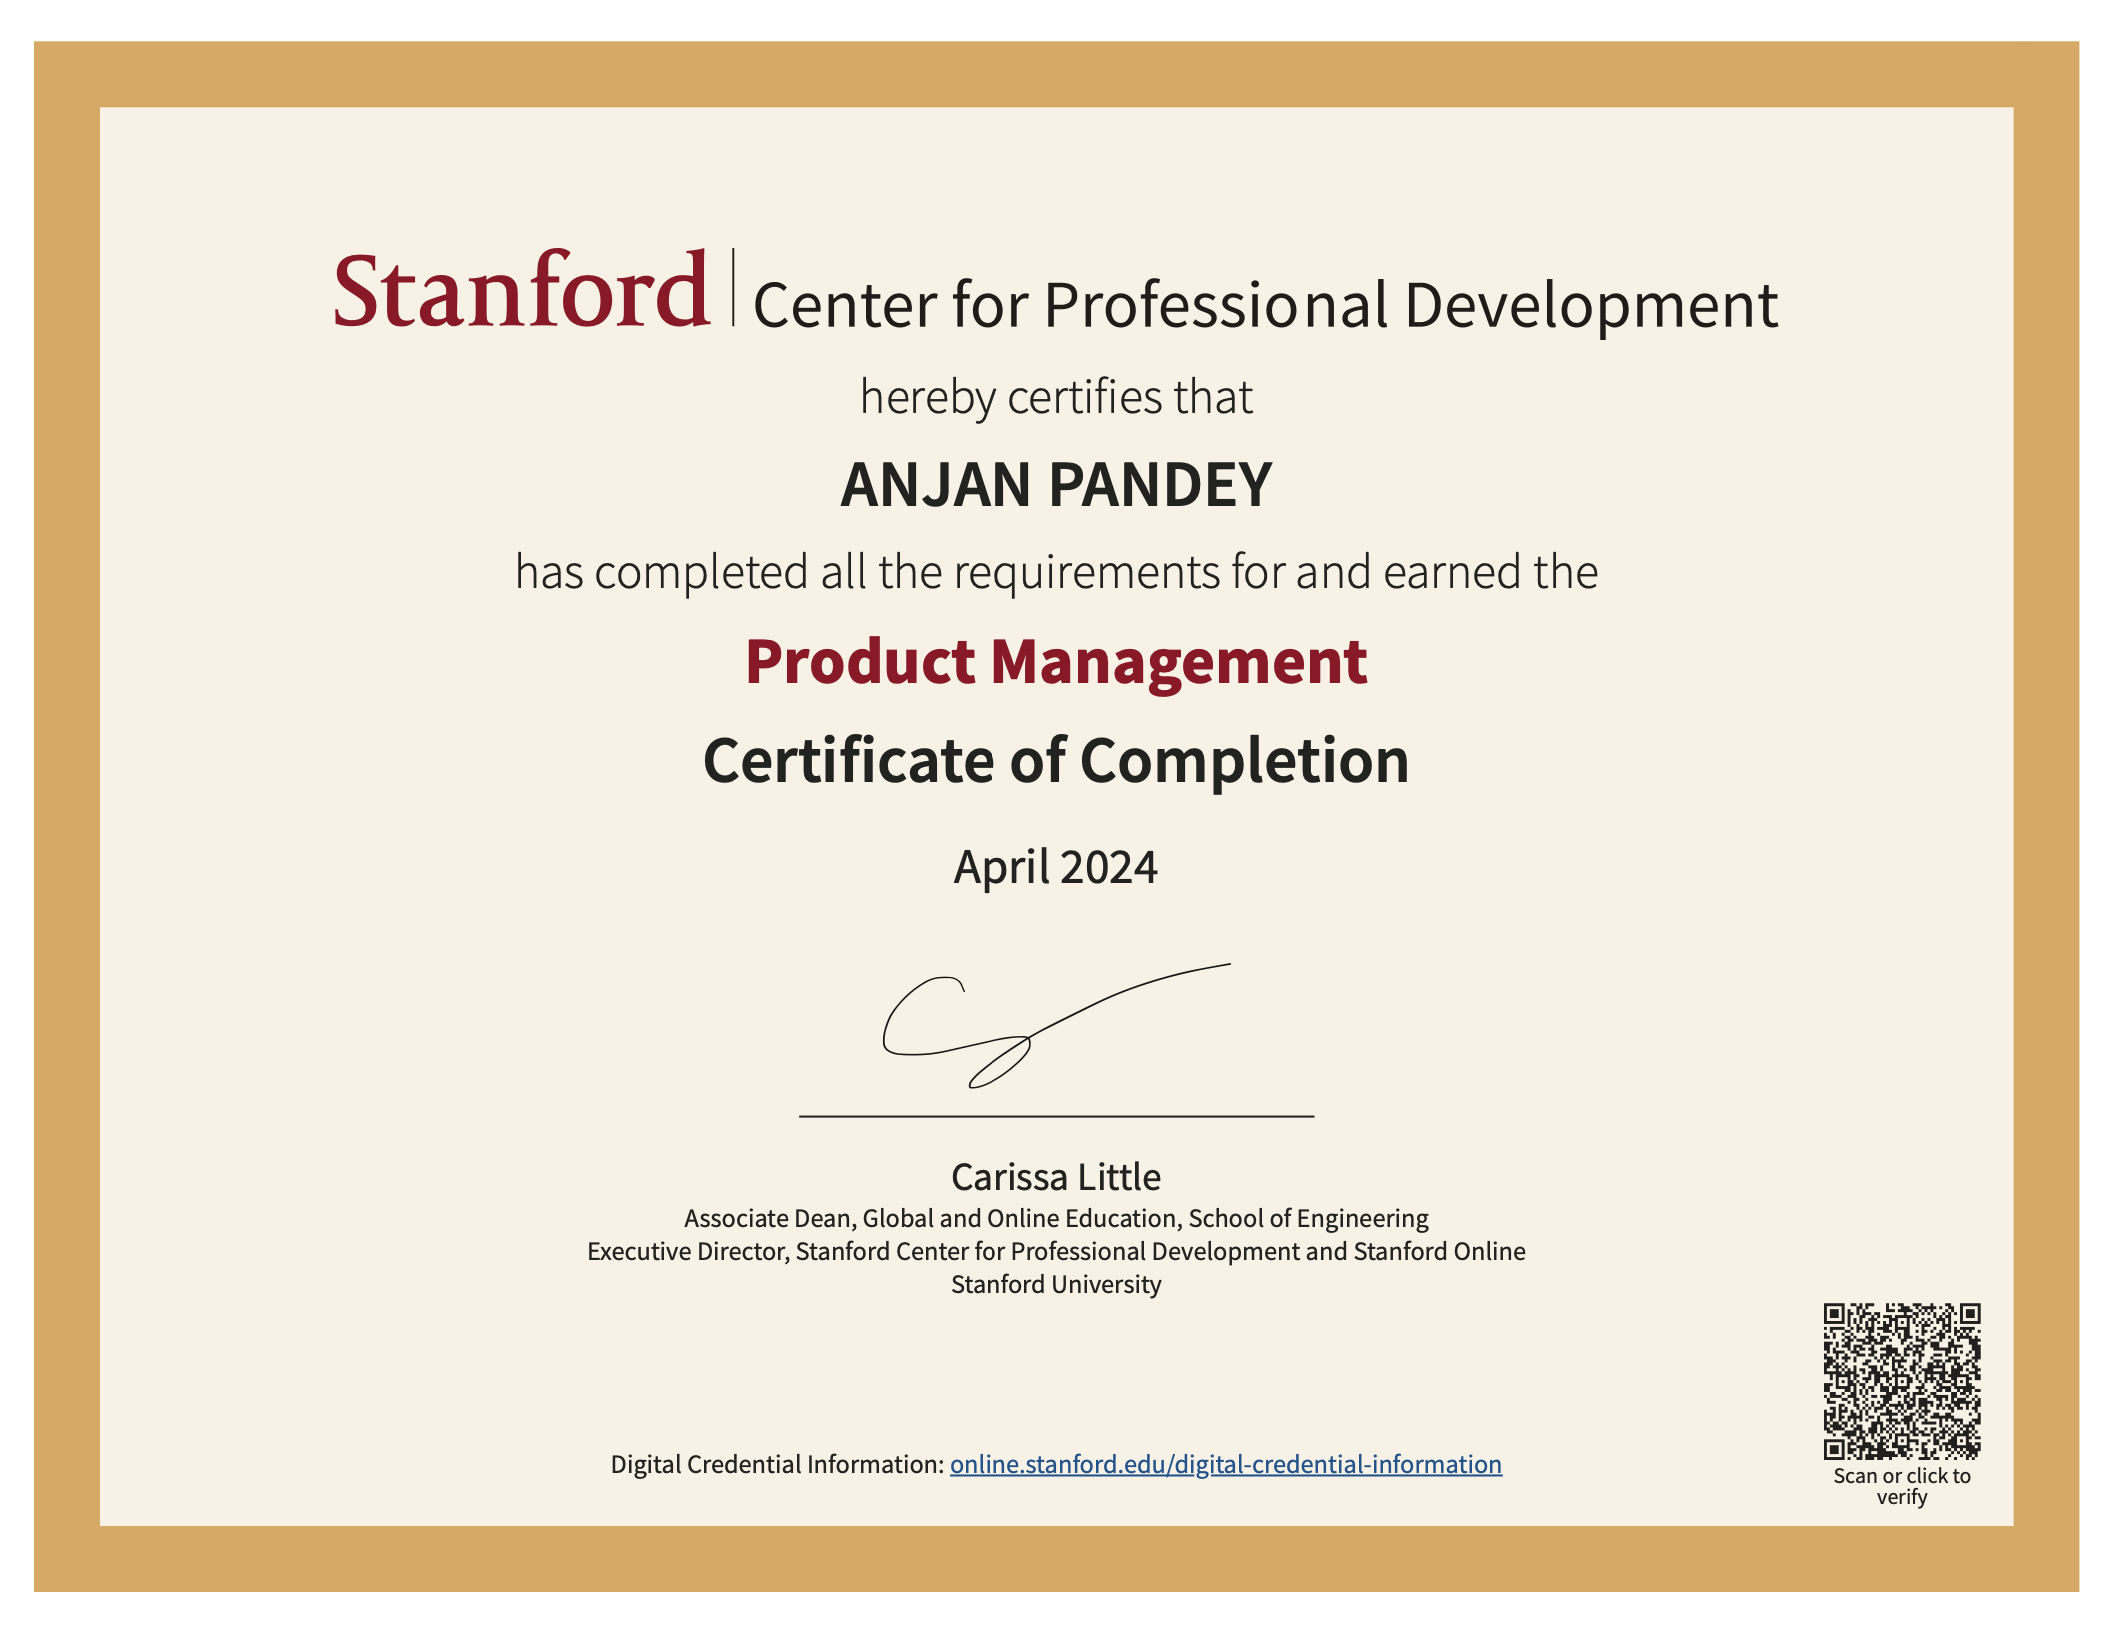 Stanford | Center for Professional Development
hereby certifies that
ANJAN PANDEY
has completed all the requirements for and earned the
Product Management
Certificate of Completion
April 2024
Carissa Little
Associate Dean, Global and Online Education, School of Engineering
Executive Director, Stanford Center for Professional Development and Stanford Online
Stanford University
Digital Credential Information: online.stanford.edu/digital-credential-information
Scan or click to
verify